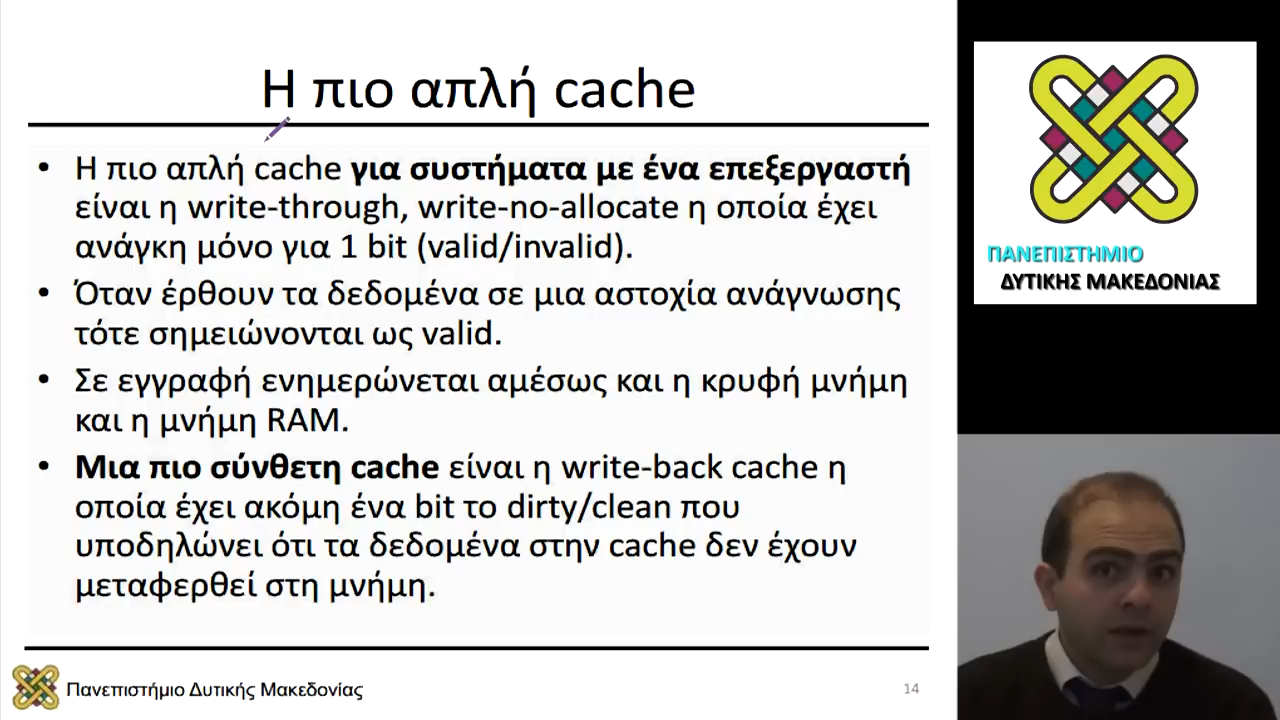 Η πιο απλή cache
• Η πιο απλή cache για συστήματα με ένα επεξεργαστή
είναι η write-through, write-no-allocate η οποία έχει
ανάγκη μόνο για 1 bit (valid/invalid).
• Όταν έρθουν τα δεδομένα σε μια αστοχία ανάγνωσης
τότε σημειώνονται ως valid.
• Σε εγγραφή ενημερώνεται αμέσως και η κρυφή μνήμη
και η μνήμη RAM.
• Μια πιο σύνθετη cache είναι η write-back cache η
οποία έχει ακόμη ένα bit το dirty/clean που
υποδηλώνει ότι τα δεδομένα στην cache δεν έχουν
μεταφερθεί στη μνήμη.
Πανεπιστήμιο Δυτικής Μακεδονίας
14
ΠΑΝΕΠΙΣΤΗΜΙΟ
ΔΥΤΙΚΗΣ ΜΑΚΕΔΟΝΙΑΣ